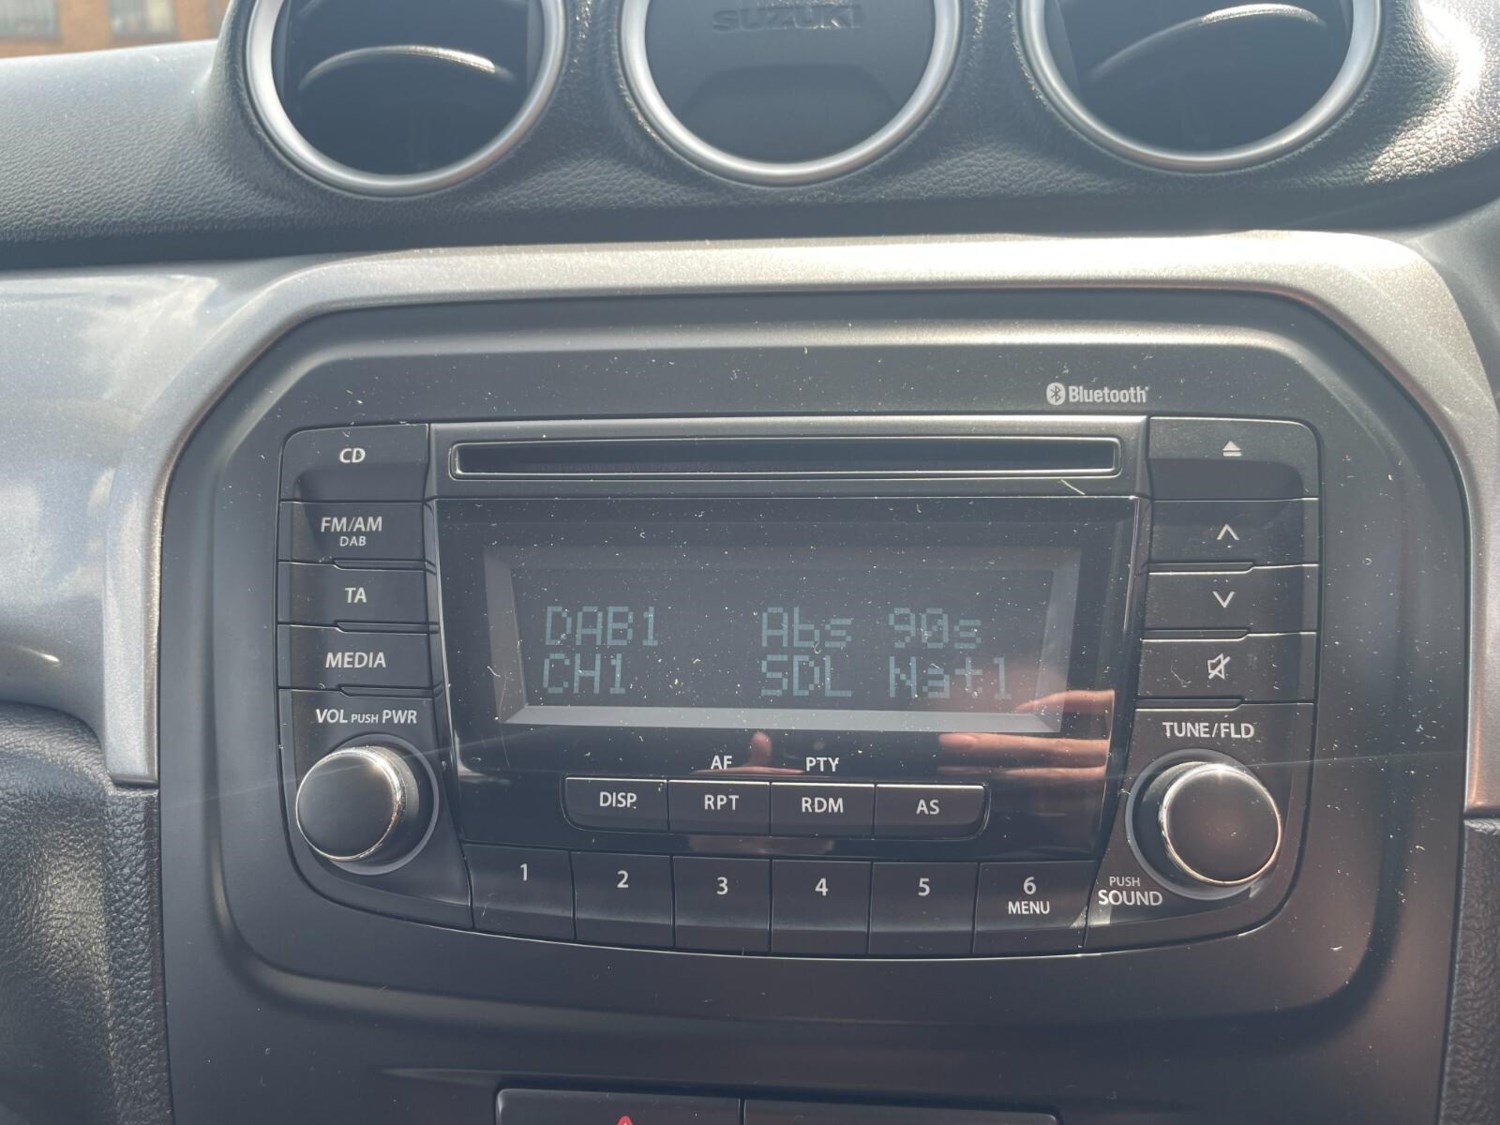 SUZUKI
Bluetooth
CD
FM/AM
DAB
TA
MEDIA
VOL PUSH PWR
DAB1 Abs 90s
CH1 SDL Natl
TUNE/FLD
AF PTY
DISP RPT RDM AS
1 2 3 4 5 6
MENU
PUSH
SOUND